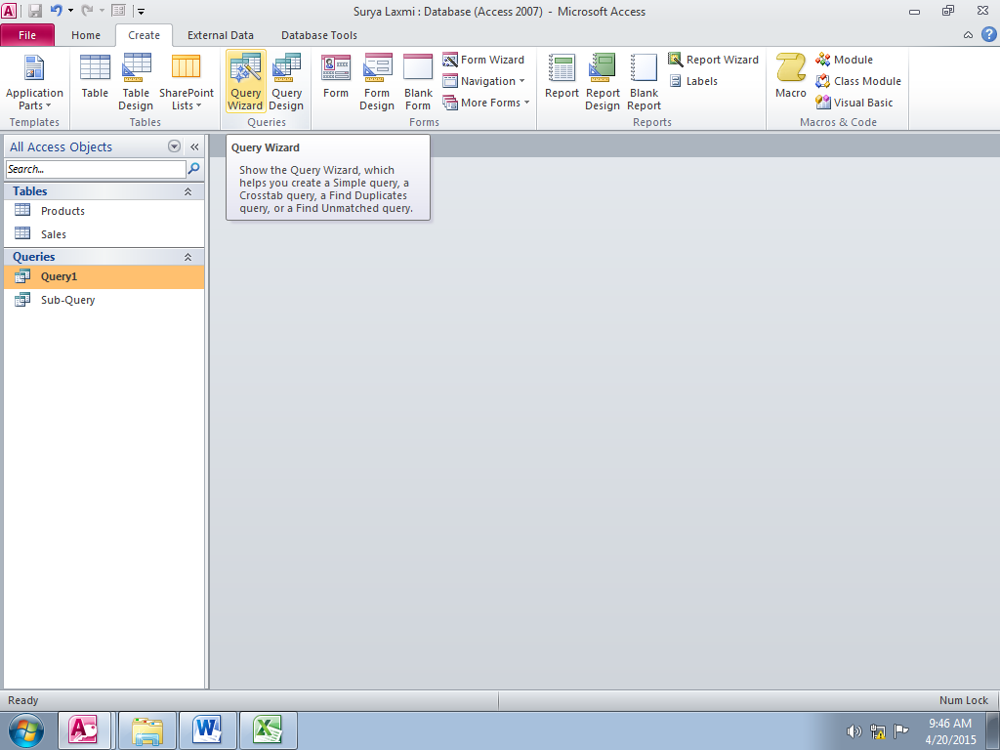 Surya Laxmi : Database (Access 2007) - Microsoft Access
File Home Create External Data Database Tools
Application Parts
Table
Table Design
SharePoint Lists
Query Wizard
Query Design
Form
Form Design
Blank Form
Form Wizard
Navigation
More Forms
Report
Report Design
Blank Report
Report Wizard
Labels
Macro
Module
Class Module
Visual Basic
Templates Tables Queries Forms Reports Macros & Code
All Access Objects
Search...
Tables
Products
Sales
Queries
Query1
Sub-Query
Query Wizard
Show the Query Wizard, which
helps you create a Simple query, a
Crosstab query, a Find Duplicates
query, or a Find Unmatched query.
Ready
Num Lock
9:46 AM
4/20/2015